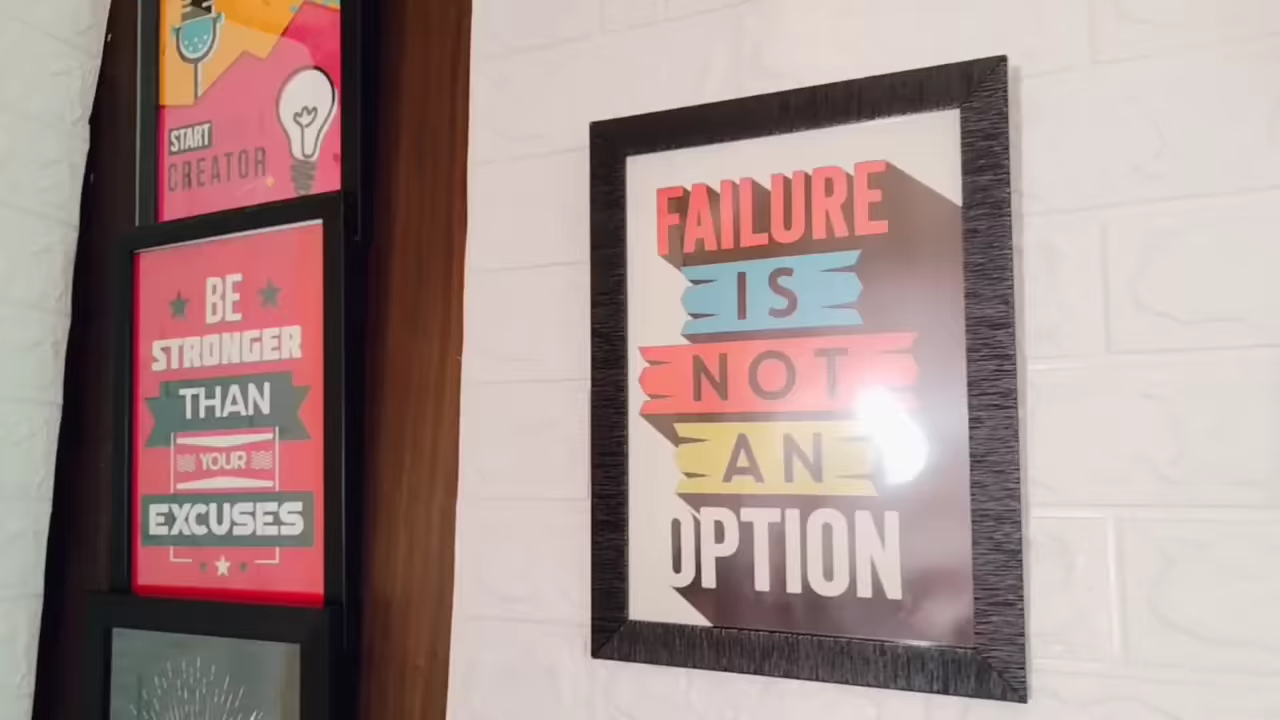 START
CREATOR
BE
STRONGER
THAN
YOUR
EXCUSES
FAILURE
IS
NOT
AN
OPTION